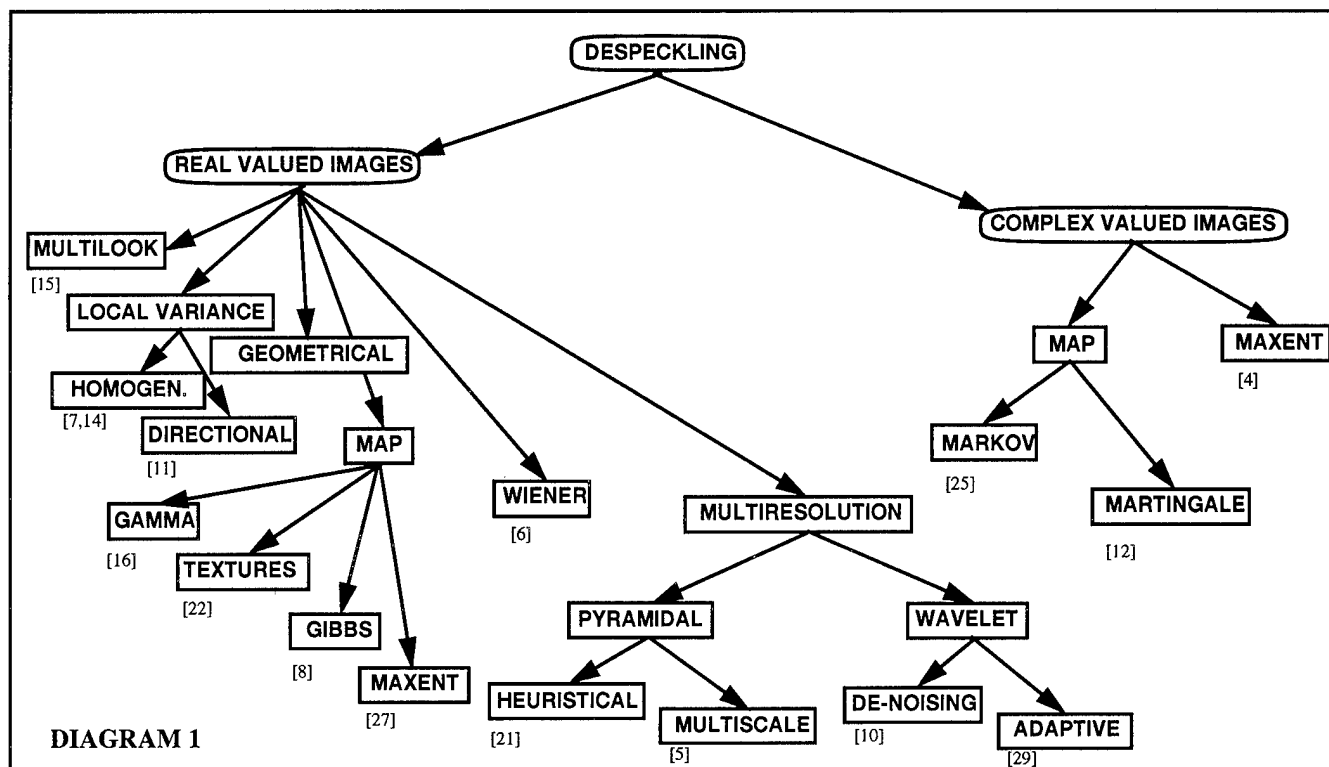 DESPECKLING
REAL VALUED IMAGES
COMPLEX VALUED IMAGES
MULTILOOK
[15]
LOCAL VARIANCE
GEOMETRICAL
MAP
MAXENT
[4]
HOMOGEN.
[7,14]
DIRECTIONAL
[11]
MAP
MARKOV
[25]
WIENER
[6]
MULTIRESOLUTION
MARTINGALE
[12]
GAMMA
[16]
TEXTURES
[22]
GIBBS
[8]
MAXENT
[27]
PYRAMIDAL
WAVELET
HEURISTICAL
[21]
MULTISCALE
[5]
DE-NOISING
[10]
ADAPTIVE
[29]
DIAGRAM 1